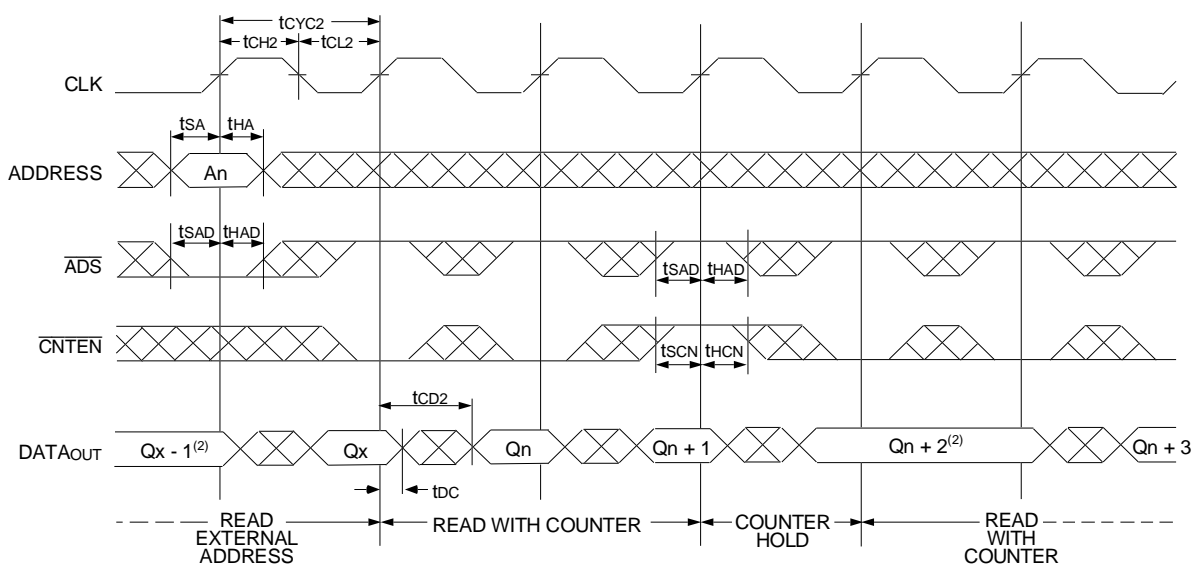 tCYC2
tCH2 tCL2
CLK
tSA tHA
ADDRESS An
tSAD tHAD
ADS
tSAD tHAD
CNTEN
tSCN tHCN
tCD2
DATAOUT Qx - 1(2) Qx Qn Qn + 1 Qn + 2(2) Qn + 3
tDC
READ EXTERNAL ADDRESS
READ WITH COUNTER
COUNTER HOLD
READ WITH COUNTER